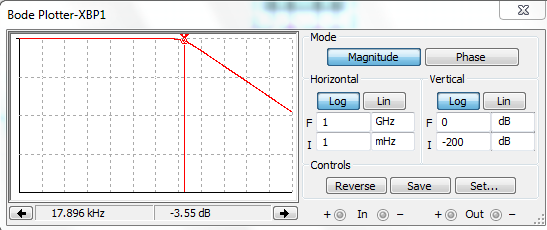 Bode Plotter-XBP1
Mode
Magnitude Phase
Horizontal Vertical
Log Lin Log Lin
F 1 GHz F 0 dB
I 1 mHz I -200 dB
Controls
Reverse Save Set...
17.896 kHz -3.55 dB + In - + Out -